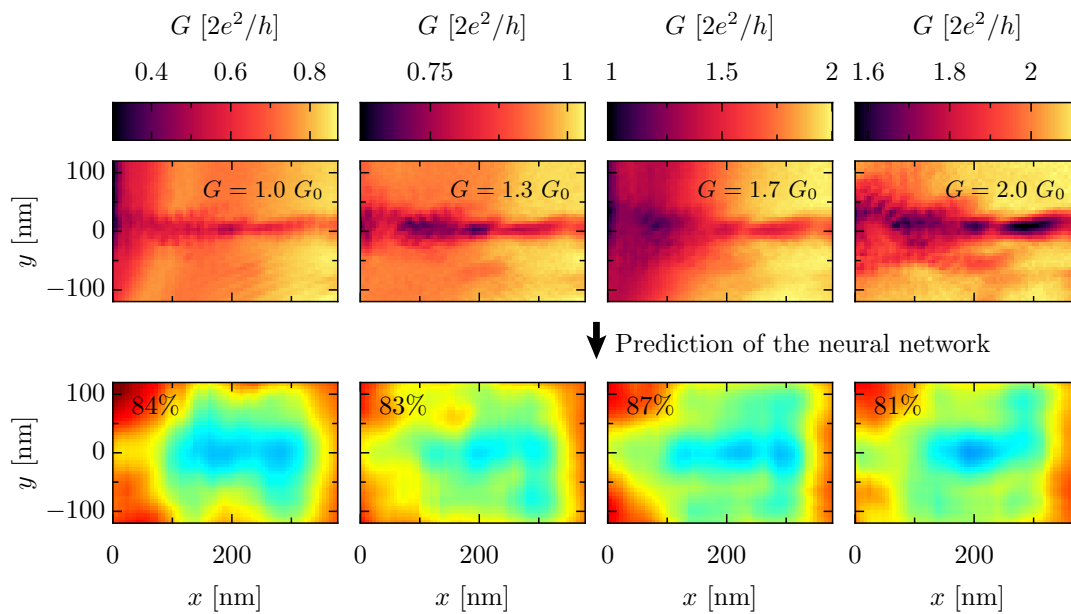 G [2e²/h] G [2e²/h] G [2e²/h] G [2e²/h]
0.4 0.6 0.8 0.75 1 1 1.5 2 1.6 1.8 2
100 G = 1.0 G₀ G = 1.3 G₀ G = 1.7 G₀ G = 2.0 G₀
0
−100
y [nm]
Prediction of the neural network
100 84% 83% 87% 81%
0
−100
y [nm]
0 200 0 200 0 200 0 200
x [nm] x [nm] x [nm] x [nm]